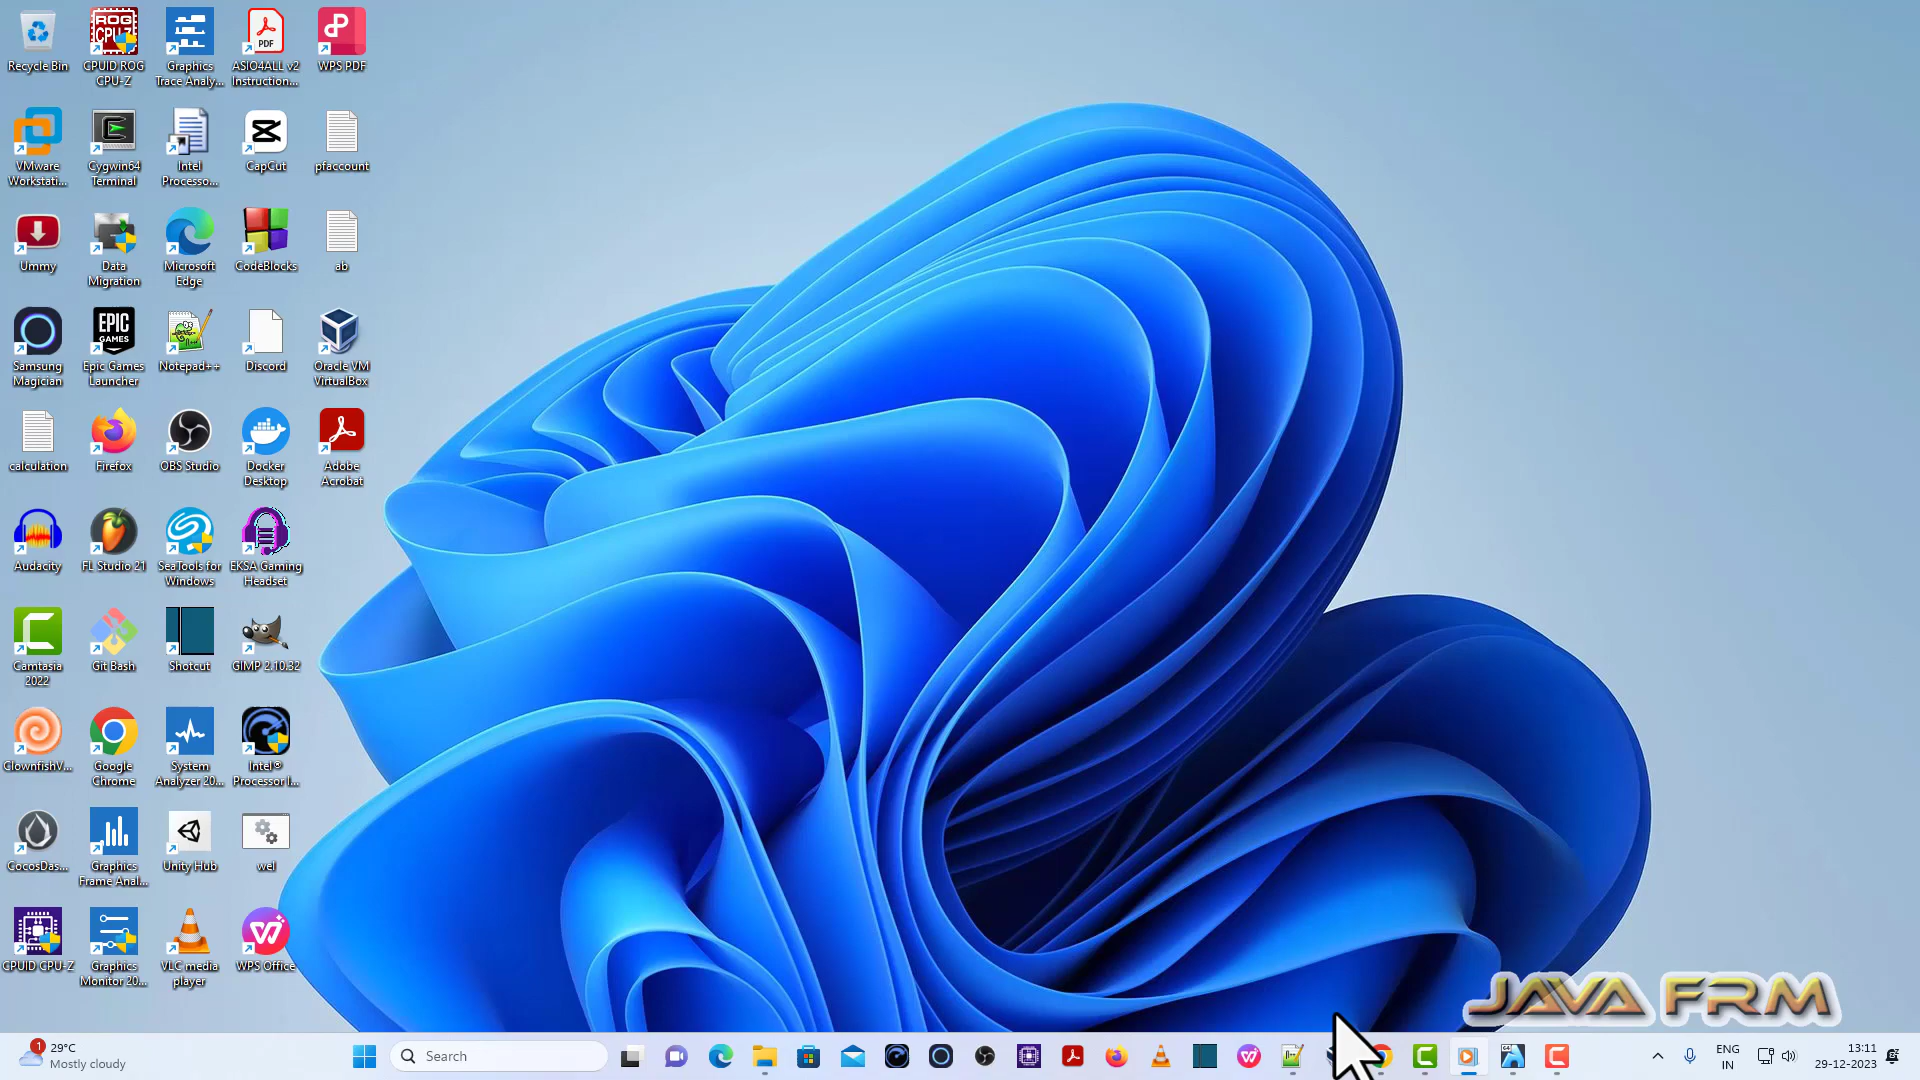 Recycle Bin
CPUID ROG
CPU-Z
Graphics
Trace Analy...
ASIO4ALL v2
Instruction...
WPS PDF
VMware
Workstati...
Cygwin64
Terminal
Intel
Processo...
CapCut
pfaccount
Ummy
Data
Migration
Microsoft
Edge
CodeBlocks
ab
Samsung
Magician
Epic Games
Launcher
Notepad++
Discord
Oracle VM
VirtualBox
calculation
Firefox
OBS Studio
Docker
Desktop
Adobe
Acrobat
Audacity
FL Studio 21
SeaTools for
Windows
EKSA Gaming
Headset
Camtasia
2022
Git Bash
Shotcut
GIMP 2.10.32
ClownfishV...
Google
Chrome
System
Analyzer 20...
Intel®
Processor I...
CocosDas...
Graphics
Frame Anal...
Unity Hub
wel
CPUID CPU-Z
Graphics
Monitor 20...
VLC media
player
WPS Office
JAVA FRM
1
29°C
Mostly cloudy
Search
ENG
IN
13:11
29-12-2023